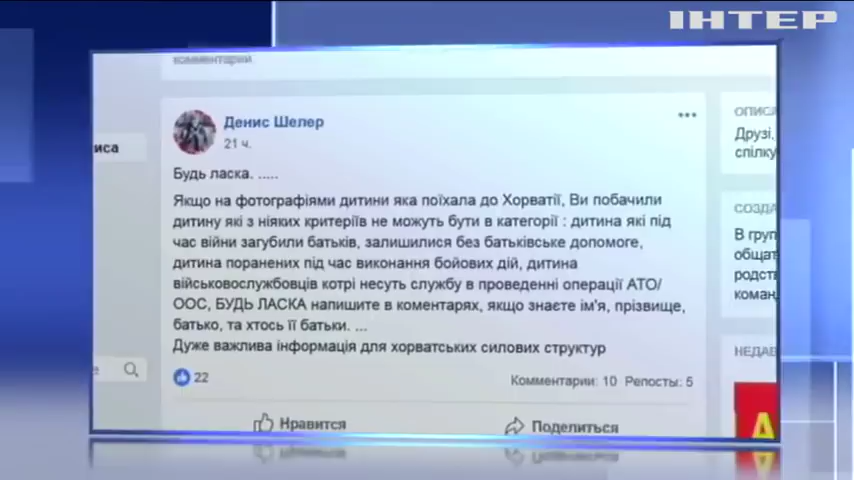 ІНТЕР
комментарии
Денис Шелер
21 ч.
иса
Будь ласка. .....
Якщо на фотографіями дитини яка поїхала до Хорватії, Ви побачили
дитину які з ніяких критеріїв не можуть бути в категорії : дитина які під
час війни загубили батьків, залишилися без батьківське допомоге,
дитина поранених під час виконання бойових дій, дитина
військовослужбовців котрі несуть службу в проведенні операції АТО/
ООС, БУДЬ ЛАСКА напишите в коментарях, якщо знаєте ім'я, прізвище,
батько, та хтось її батьки. ...
Дуже важлива інформація для хорватських силових структур
22
Комментарии: 10 Репосты: 5
Нравится
Поделиться
ОПИСА
Друзі,
спілку
СОЗДА
В груп
общат
родств
коман
НЕДАВ
А